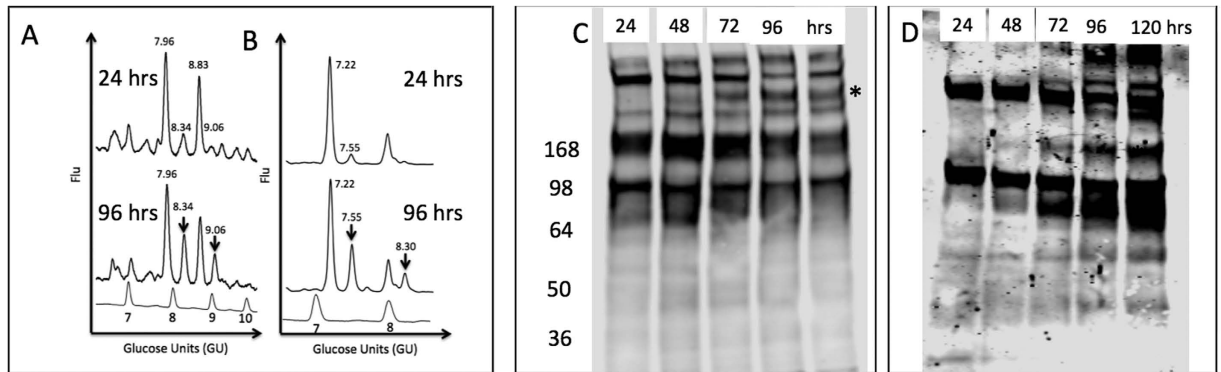 A
24 hrs
7.96
8.83
8.34
9.06
Flu
96 hrs
7.96
8.34
9.06
7 8 9 10
Glucose Units (GU)
B
24 hrs
7.22
7.55
Flu
96 hrs
7.22
7.55
8.30
7 8
Glucose Units (GU)
C
24 48 72 96 hrs
*
168
98
64
50
36
D
24 48 72 96 120 hrs